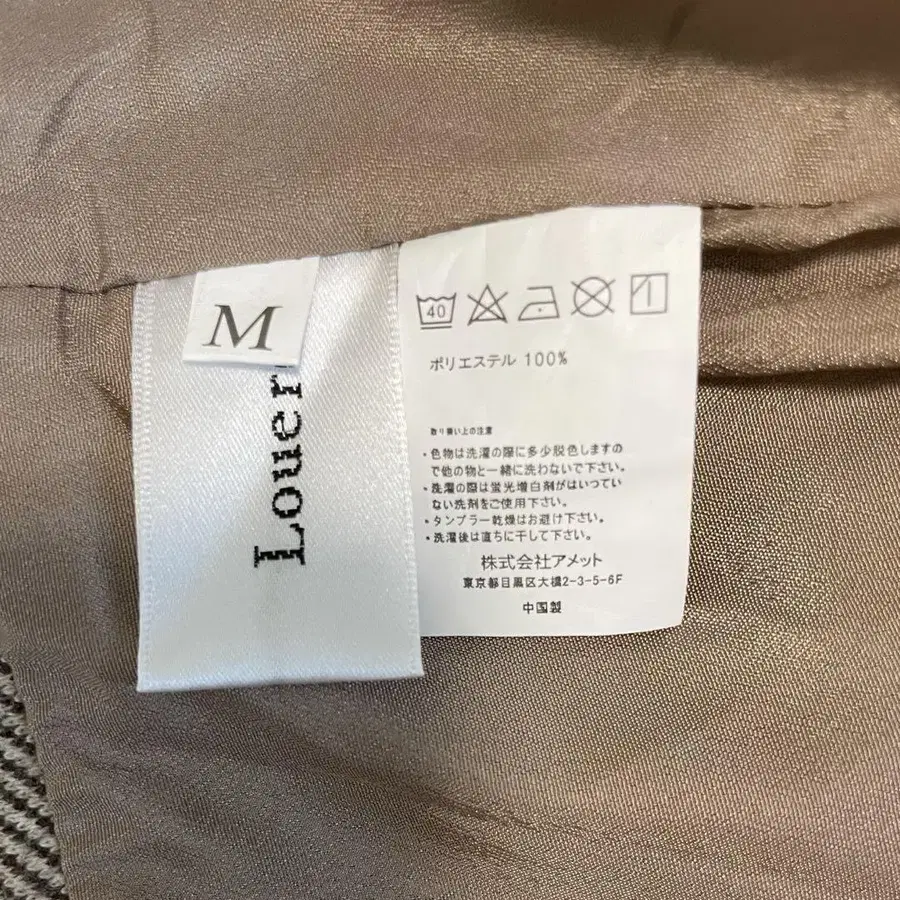 M
Louer
40
ポリエステル 100%
取り扱い上の注意
・色物は洗濯の際に多少脱色しますの
で他の物と一緒に洗わないで下さい。
・洗濯の際は蛍光増白剤がはいってい
ない洗剤をご使用下さい。
・タンブラー乾燥はお避け下さい。
・洗濯後は直ちに干して下さい。
株式会社アメット
東京都目黒区大橋2-3-5-6F
中国製